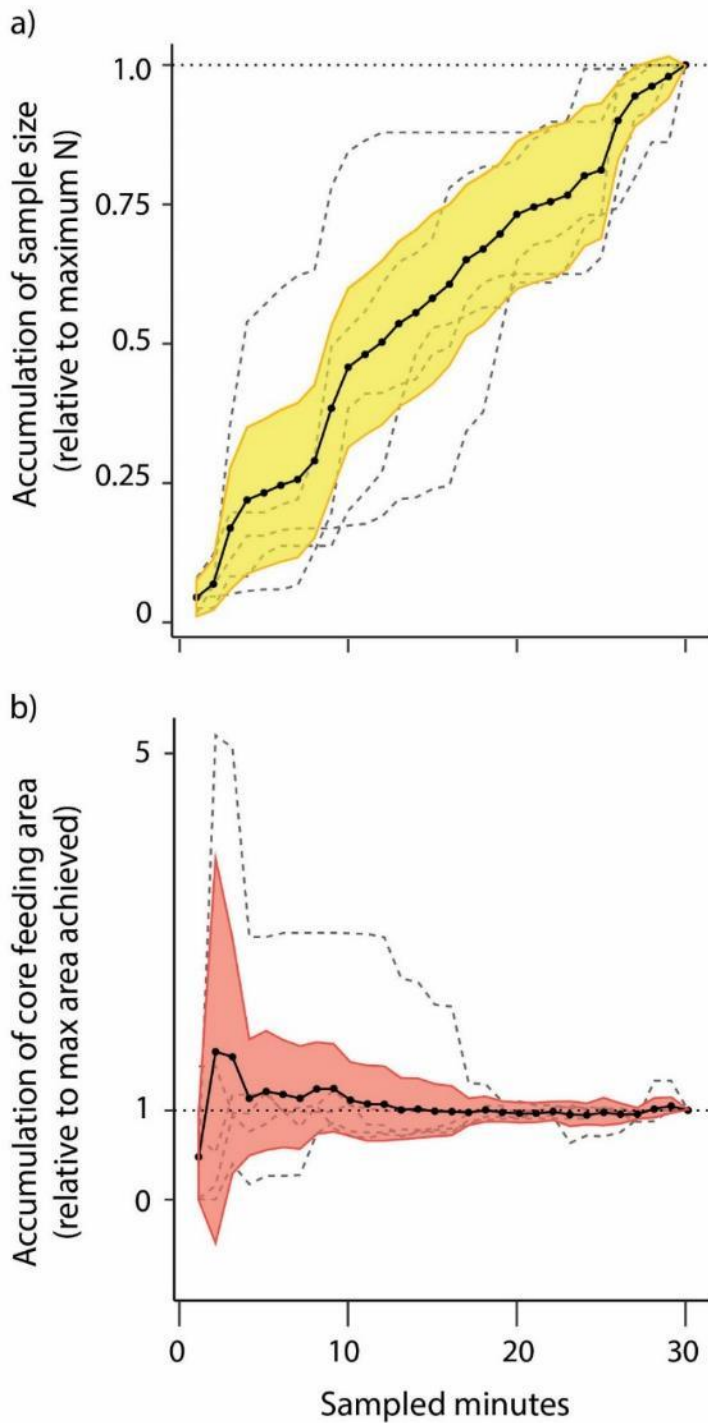 a)
Accumulation of sample size
(relative to maximum N)
1.0
0.75
0.5
0.25
0
b)
Accumulation of core feeding area
(relative to max area achieved)
5
1
0
0 10 20 30
Sampled minutes